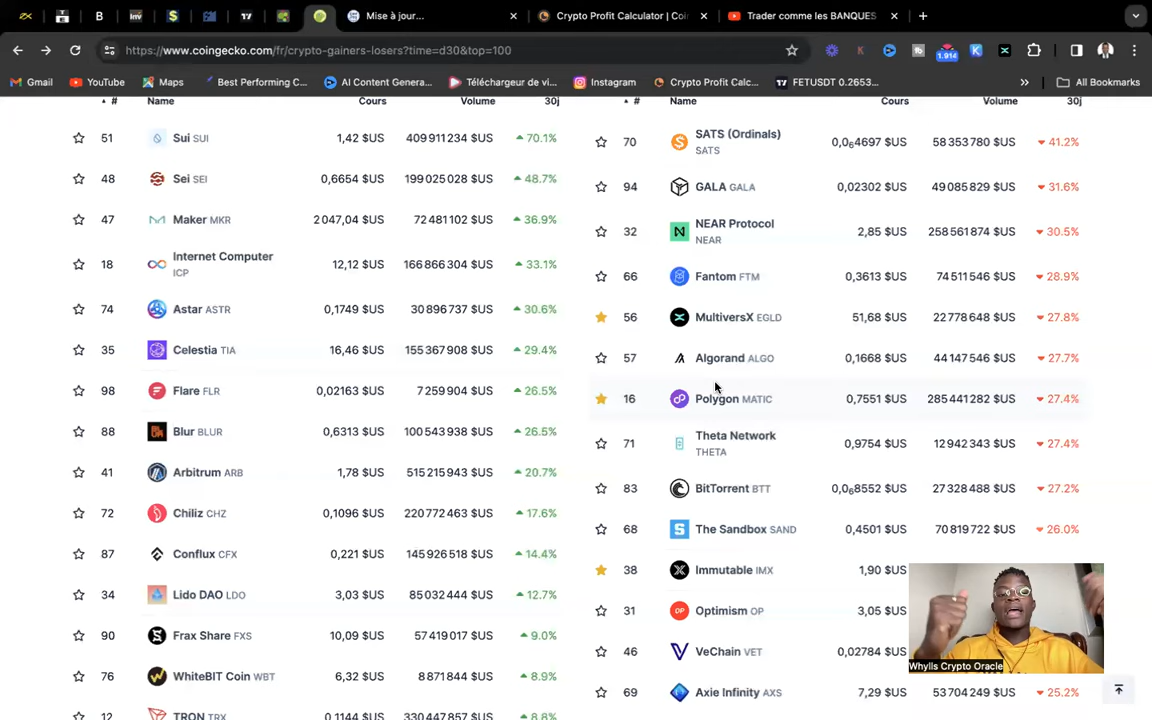 Mise à jour...
Crypto Profit Calculator | Coi
Trader comme les BANQUES
https://www.coingecko.com/fr/crypto-gainers-losers?time=d30&top=100
1.914
Gmail
YouTube
Maps
Best Performing C...
AI Content Genera...
Téléchargeur de vi...
Instagram
Crypto Profit Calc...
FETUSDT 0.2653...
»
All Bookmarks
# Name Cours Volume 30j
51 Sui SUI 1,42 $US 409 911 234 $US 70.1%
48 Sei SEI 0,6654 $US 199 025 028 $US 48.7%
47 Maker MKR 2 047,04 $US 72 481 102 $US 36.9%
18 Internet Computer ICP 12,12 $US 166 866 304 $US 33.1%
74 Astar ASTR 0,1749 $US 30 896 737 $US 30.6%
35 Celestia TIA 16,46 $US 155 367 908 $US 29.4%
98 Flare FLR 0,02163 $US 7 259 904 $US 26.5%
88 Blur BLUR 0,6313 $US 100 543 938 $US 26.5%
41 Arbitrum ARB 1,78 $US 515 215 943 $US 20.7%
72 Chiliz CHZ 0,1096 $US 220 772 463 $US 17.6%
87 Conflux CFX 0,221 $US 145 926 518 $US 14.4%
34 Lido DAO LDO 3,03 $US 85 032 444 $US 12.7%
90 Frax Share FXS 10,09 $US 57 419 017 $US 9.0%
76 WhiteBIT Coin WBT 6,32 $US 8 871 844 $US 8.9%
12 TRON TRX 0,1144 $US 330 447 857 $US 8.8%
# Name Cours Volume 30j
70 SATS (Ordinals) SATS 0,0₆4697 $US 58 353 780 $US 41.2%
94 GALA GALA 0,02302 $US 49 085 829 $US 31.6%
32 NEAR Protocol NEAR 2,85 $US 258 561 874 $US 30.5%
66 Fantom FTM 0,3613 $US 74 511 546 $US 28.9%
56 MultiversX EGLD 51,68 $US 22 778 648 $US 27.8%
57 Algorand ALGO 0,1668 $US 44 147 546 $US 27.7%
16 Polygon MATIC 0,7551 $US 285 441 282 $US 27.4%
71 Theta Network THETA 0,9754 $US 12 942 343 $US 27.4%
83 BitTorrent BTT 0,0₆8552 $US 27 328 488 $US 27.2%
68 The Sandbox SAND 0,4501 $US 70 819 722 $US 26.0%
38 Immutable IMX 1,90 $US
31 Optimism OP 3,05 $US
46 VeChain VET 0,02784 $US
69 Axie Infinity AXS 7,29 $US 53 704 249 $US 25.2%
Whylls Crypto Oracle